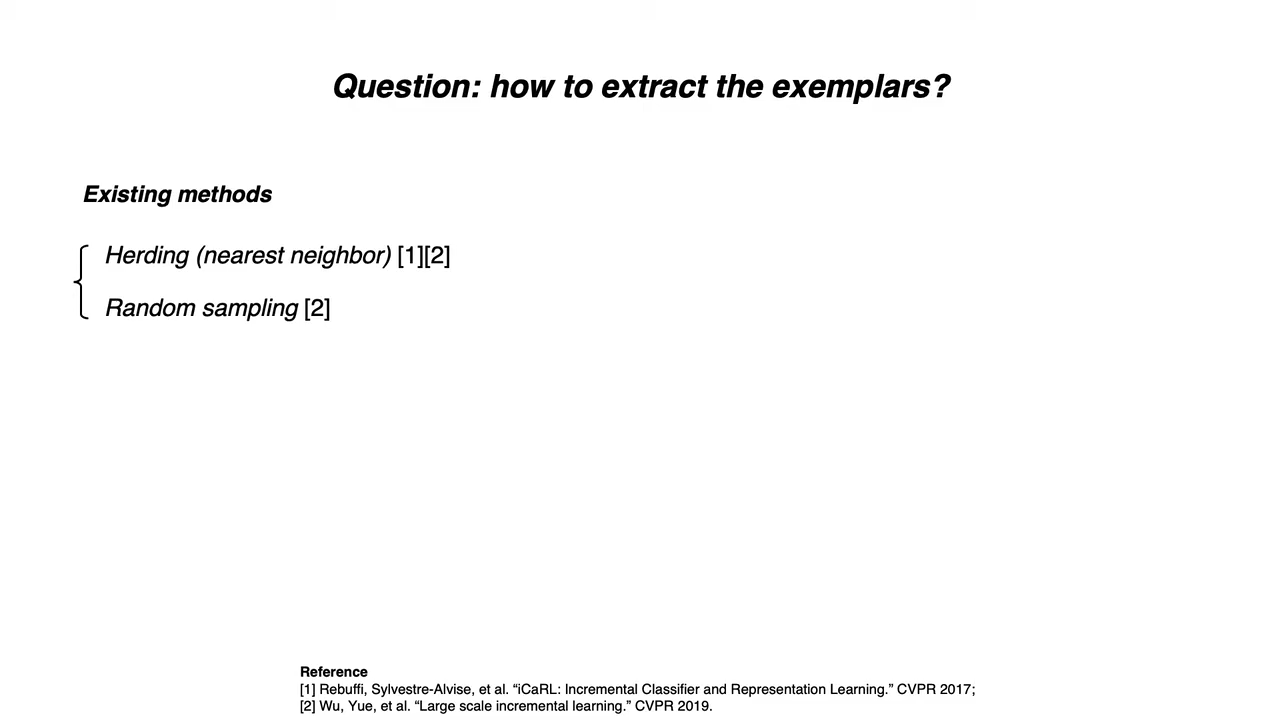 Question: how to extract the exemplars?
Existing methods
Herding (nearest neighbor) [1][2]
Random sampling [2]
Reference
[1] Rebuffi, Sylvestre-Alvise, et al. “iCaRL: Incremental Classifier and Representation Learning.” CVPR 2017;
[2] Wu, Yue, et al. “Large scale incremental learning.” CVPR 2019.